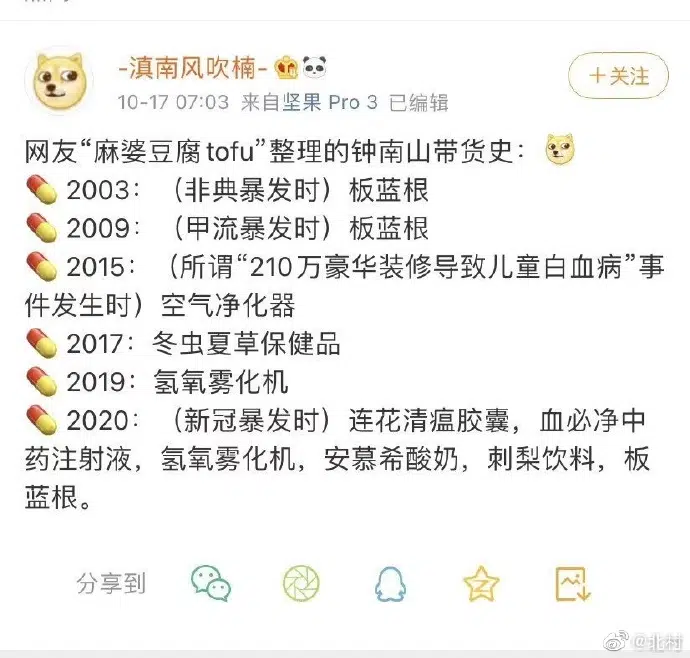 -滇南风吹楠-
+关注
10-17 07:03 来自坚果 Pro 3 已编辑
网友“麻婆豆腐tofu”整理的钟南山带货史：
2003：（非典暴发时）板蓝根
2009：（甲流暴发时）板蓝根
2015：（所谓“210万豪华装修导致儿童白血病”事
件发生时）空气净化器
2017：冬虫夏草保健品
2019：氢氧雾化机
2020：（新冠暴发时）连花清瘟胶囊，血必净中
药注射液，氢氧雾化机，安慕希酸奶，刺梨饮料，板
蓝根。
分享到
@北村